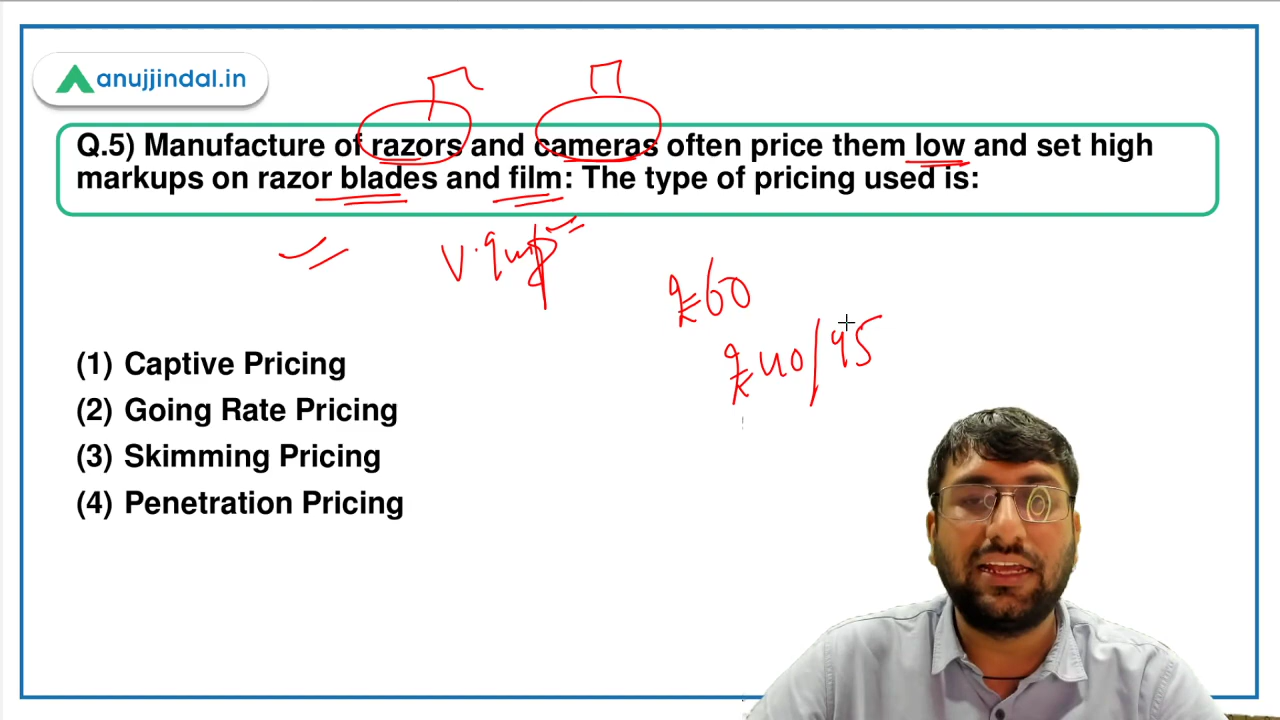 anujjindal.in
Q.5) Manufacture of razors and cameras often price them low and set high
markups on razor blades and film: The type of pricing used is:
₹60
(1) Captive Pricing
(2) Going Rate Pricing
(3) Skimming Pricing
(4) Penetration Pricing